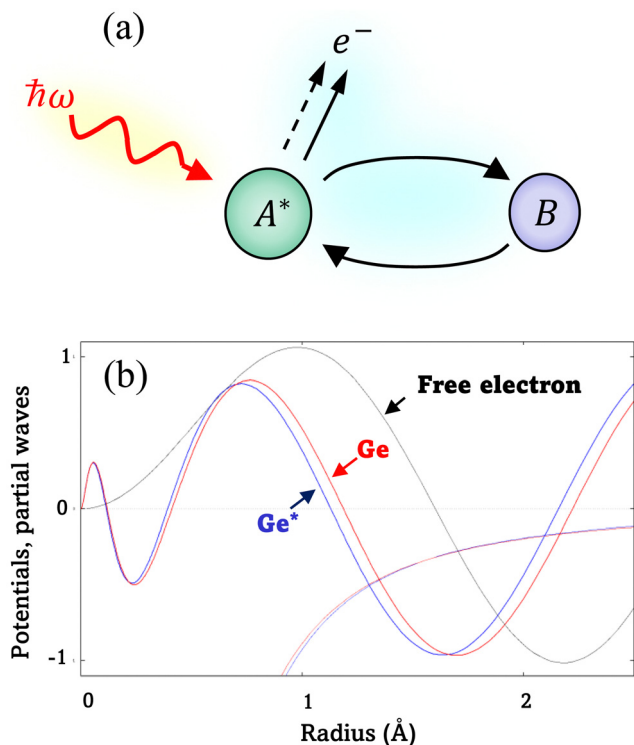 (a)
e⁻
ħω
A*
B
(b)
1
Free electron
Ge
0
Ge*
-1
0
1
2
Potentials, partial waves
Radius (Å)